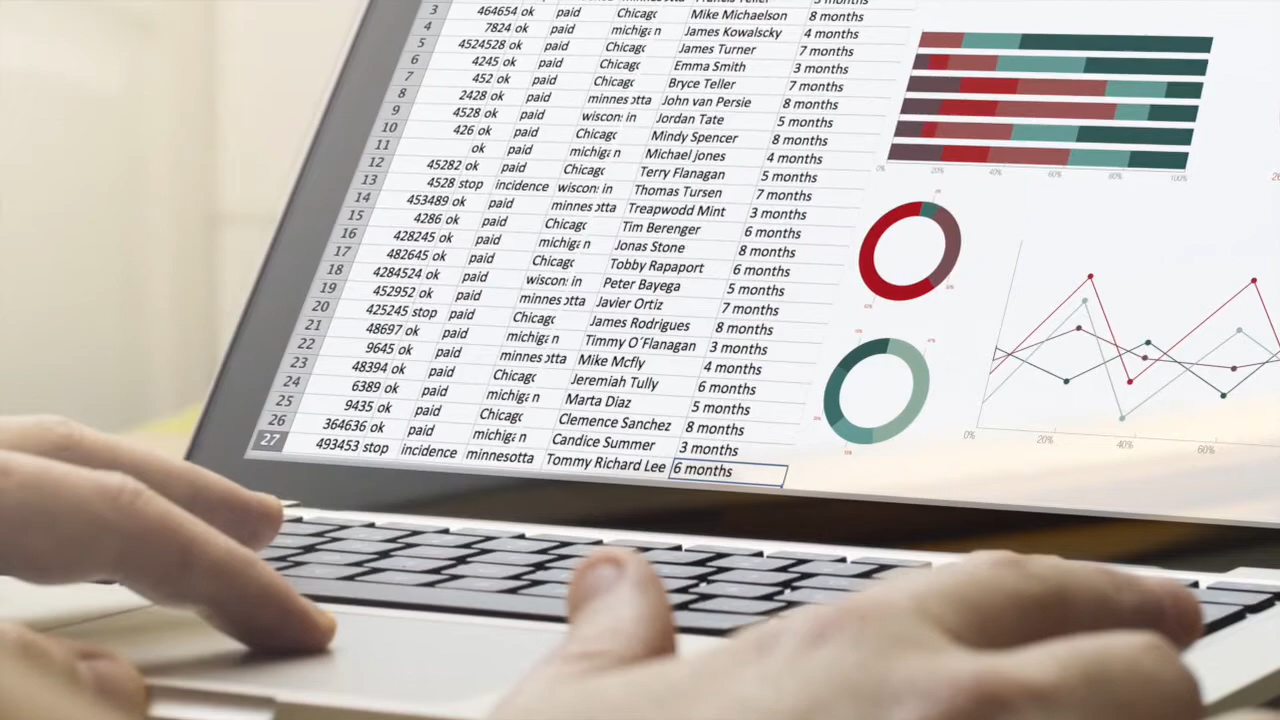 3 464654 ok paid Chicago Mike Michaelson 8 months
4 7824 ok paid michigan James Kowalscky 4 months
5 4524528 ok paid Chicago James Turner 7 months
6 4245 ok paid Chicago Emma Smith 3 months
7 452 ok paid Chicago Bryce Teller 7 months
8 2428 ok paid minnesotta John van Persie 8 months
9 4528 ok paid wisconsin Jordan Tate 5 months
10 426 ok paid Chicago Mindy Spencer 8 months
11 ok paid michigan Michael jones 4 months
12 45282 ok paid Chicago Terry Flanagan 5 months
13 4528 stop incidence wisconsin Thomas Tursen 7 months
14 453489 ok paid minnesotta Treapwodd Mint 3 months
15 4286 ok paid Chicago Tim Berenger 6 months
16 428245 ok paid michigan Jonas Stone 8 months
17 482645 ok paid Chicago Tobby Rapaport 6 months
18 4284524 ok paid wisconsin Peter Bayega 5 months
19 452952 ok paid minnesotta Javier Ortiz 7 months
20 425245 stop paid Chicago James Rodrigues 8 months
21 48697 ok paid michigan Timmy O´Flanagan 3 months
22 9645 ok paid minnesotta Mike Mcfly 4 months
23 48394 ok paid Chicago Jeremiah Tully 6 months
24 6389 ok paid michigan Marta Diaz 5 months
25 9435 ok paid Chicago Clemence Sanchez 8 months
26 364636 ok paid michigan Candice Summer 3 months
27 493453 stop incidence minnesotta Tommy Richard Lee 6 months
0% 20% 40% 60% 80% 100%
0% 20% 40% 60%